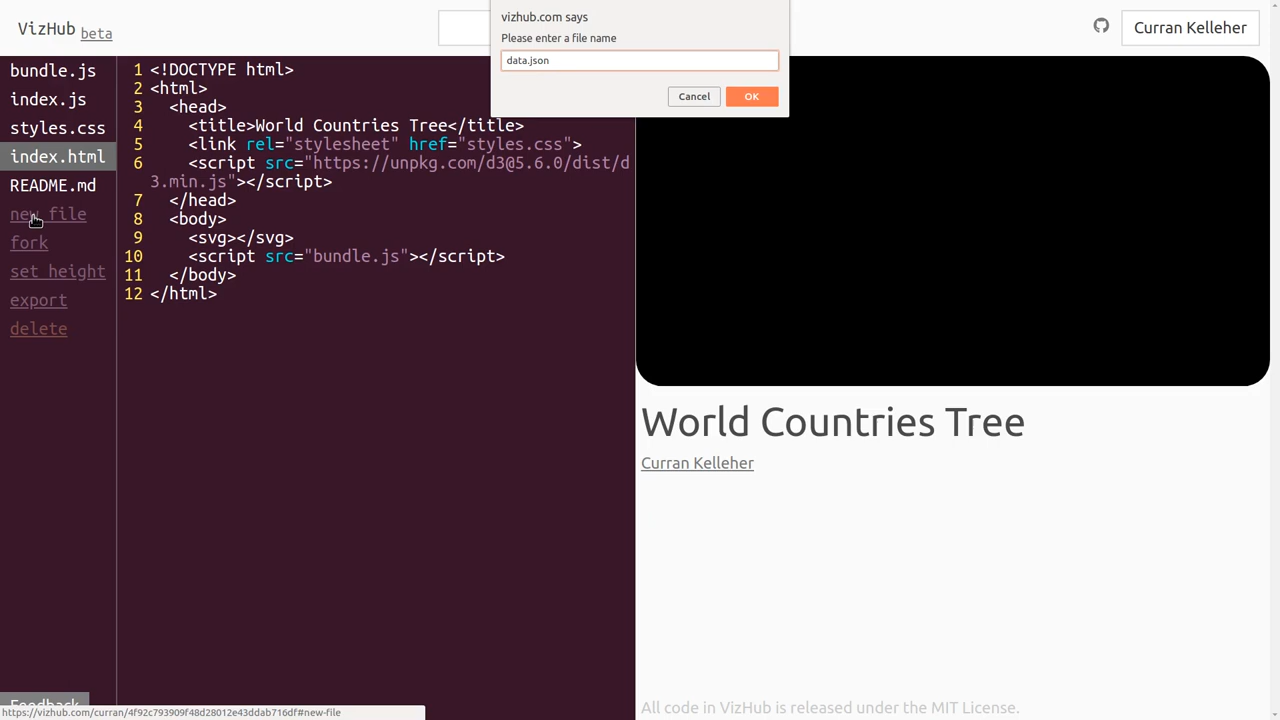 VizHub beta
vizhub.com says
Please enter a file name
data.json
Cancel
OK
Curran Kelleher
bundle.js
index.js
styles.css
index.html
README.md
new file
fork
set height
export
delete
1 <!DOCTYPE html>
2 <html>
3 <head>
4 <title>World Countries Tree</title>
5 <link rel="stylesheet" href="styles.css">
6 <script src="https://unpkg.com/d3@5.6.0/dist/d
3.min.js"></script>
7 </head>
8 <body>
9 <svg></svg>
10 <script src="bundle.js"></script>
11 </body>
12 </html>
World Countries Tree
Curran Kelleher
All code in VizHub is released under the MIT License.
Feedback
https://vizhub.com/curran/4f92c793909f48d28012e43ddab716df#new-file